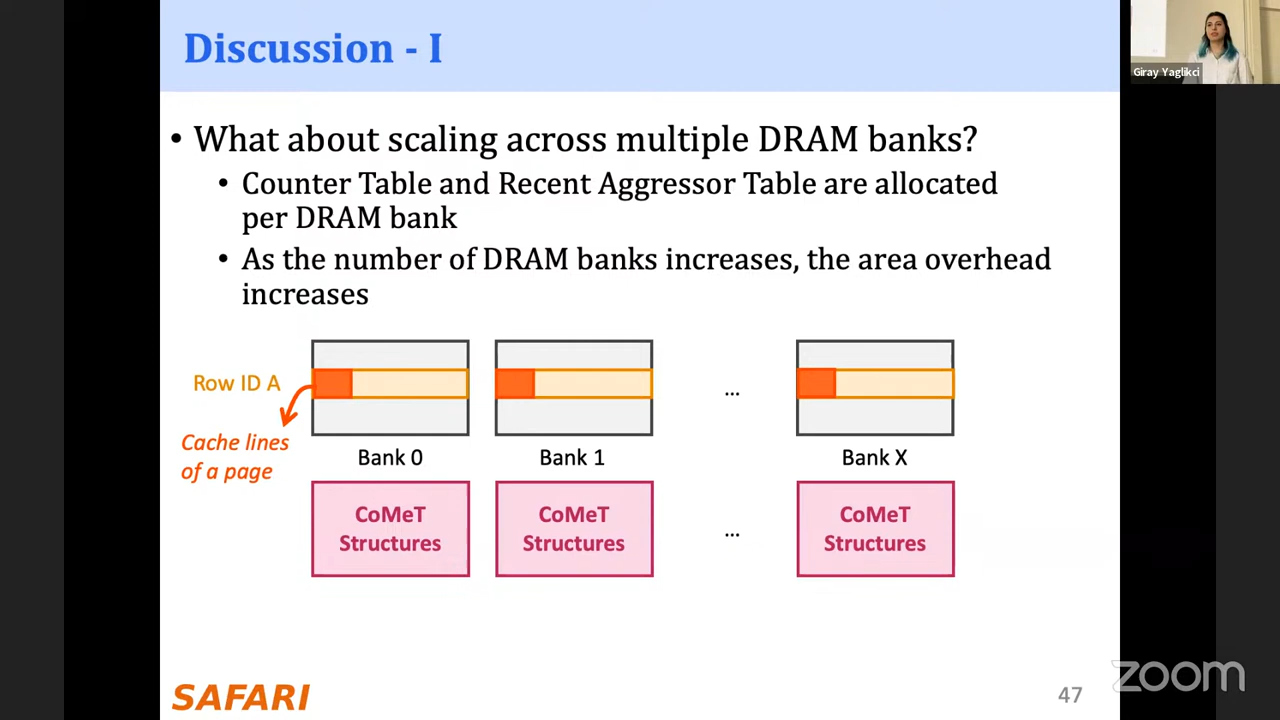 Discussion - I
Giray Yaglikci
• What about scaling across multiple DRAM banks?
• Counter Table and Recent Aggressor Table are allocated
per DRAM bank
• As the number of DRAM banks increases, the area overhead
increases
Row ID A
...
Cache lines
of a page
Bank 0
Bank 1
Bank X
CoMeT
Structures
CoMeT
Structures
...
CoMeT
Structures
SAFARI
47
zoom